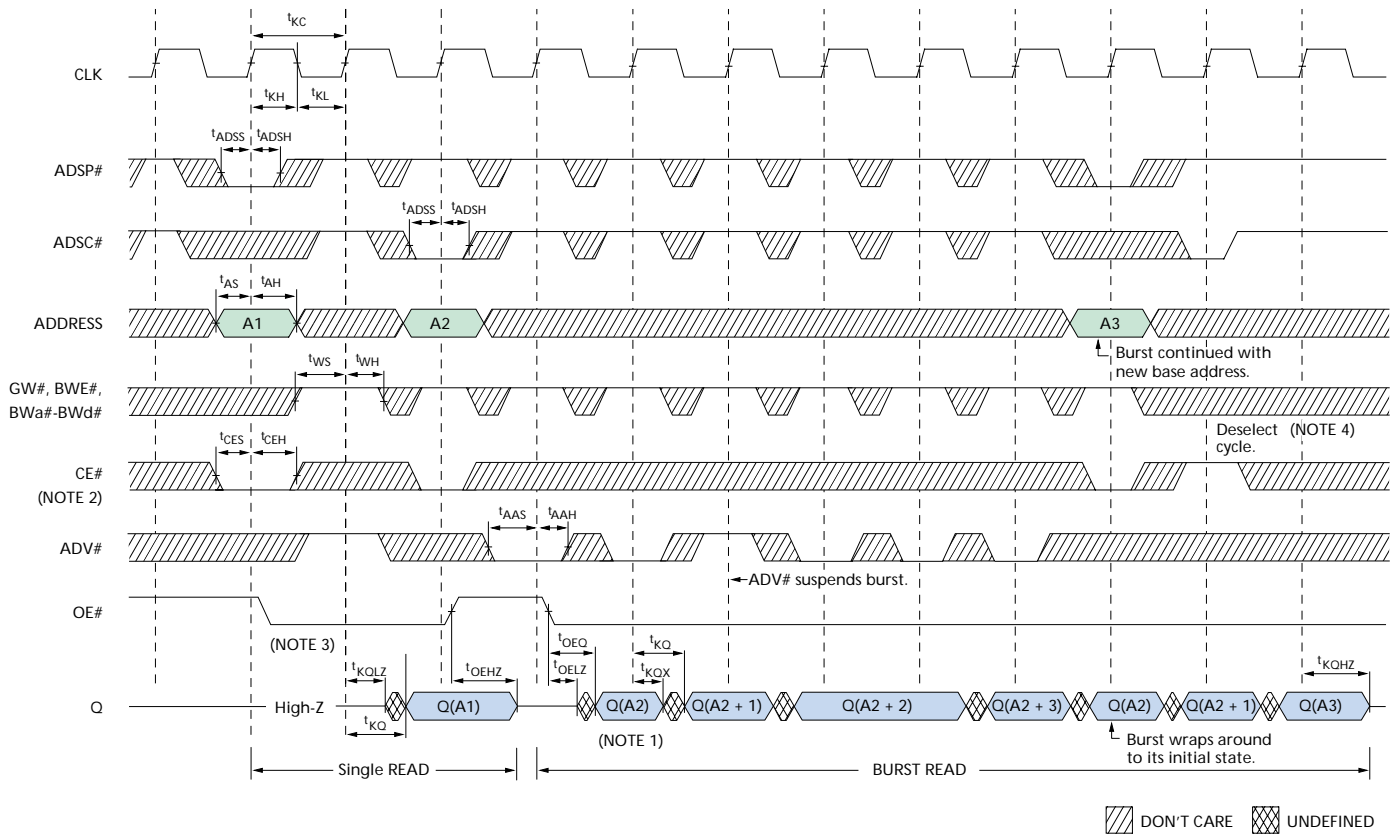 tKC
CLK
tKH tKL
tADSS tADSH
ADSP#
tADSS tADSH
ADSC#
tAS tAH
ADDRESS A1 A2 A3
Burst continued with
new base address.
tWS tWH
GW#, BWE#,
BWa#-BWd#
Deselect (NOTE 4)
cycle.
tCES tCEH
CE#
(NOTE 2)
tAAS tAAH
ADV#
ADV# suspends burst.
OE#
(NOTE 3)
tOEQ tKQ
tKQLZ tOEHZ tOELZ tKQX tKQHZ
Q High-Z Q(A1) Q(A2) Q(A2 + 1) Q(A2 + 2) Q(A2 + 3) Q(A2) Q(A2 + 1) Q(A3)
tKQ
(NOTE 1)
Burst wraps around
to its initial state.
Single READ BURST READ
DON'T CARE UNDEFINED